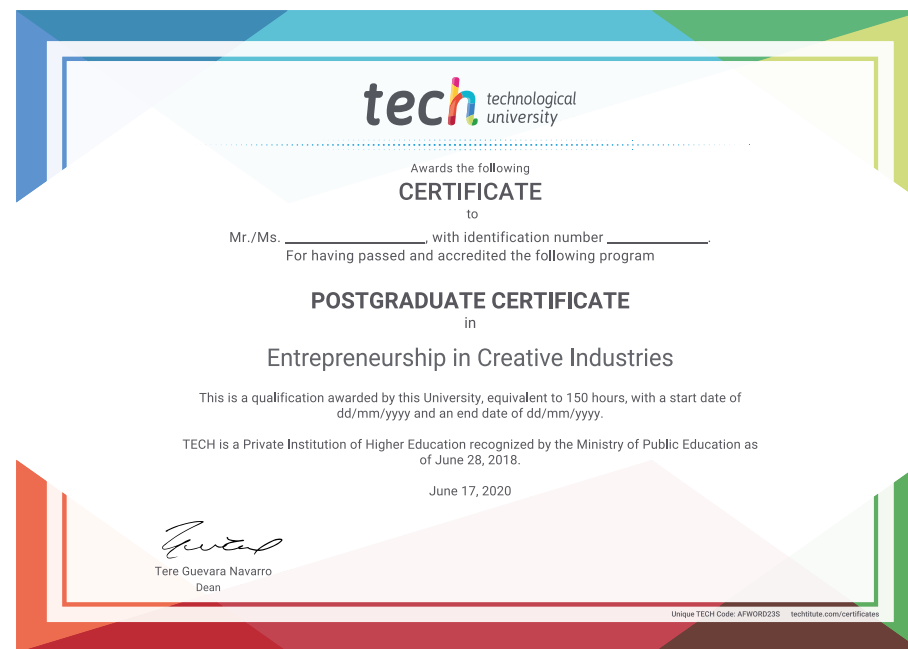 tech technological
university
Awards the following
CERTIFICATE
to
Mr./Ms. ____________________, with identification number ______________.
For having passed and accredited the following program
POSTGRADUATE CERTIFICATE
in
Entrepreneurship in Creative Industries
This is a qualification awarded by this University, equivalent to 150 hours, with a start date of
dd/mm/yyyy and an end date of dd/mm/yyyy.
TECH is a Private Institution of Higher Education recognized by the Ministry of Public Education as
of June 28, 2018.
June 17, 2020
Tere Guevara Navarro
Dean
Unique TECH Code: AFWORD23S techtitute.com/certificates